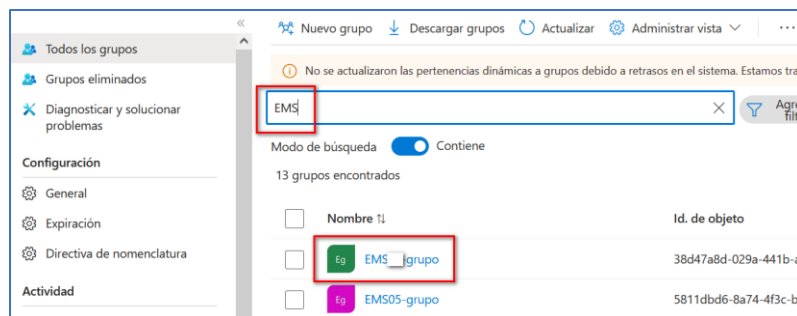 Todos los grupos
Grupos eliminados
Diagnosticar y solucionar
problemas
Configuración
General
Expiración
Directiva de nomenclatura
Actividad
Nuevo grupo
Descargar grupos
Actualizar
Administrar vista
No se actualizaron las pertenencias dinámicas a grupos debido a retrasos en el sistema. Estamos tra
EMS
Modo de búsqueda
Contiene
13 grupos encontrados
Nombre
Id. de objeto
Eg
EMS grupo
38d47a8d-029a-441b-a
Eg
EMS05-grupo
5811dbd6-8a74-4f3c-b